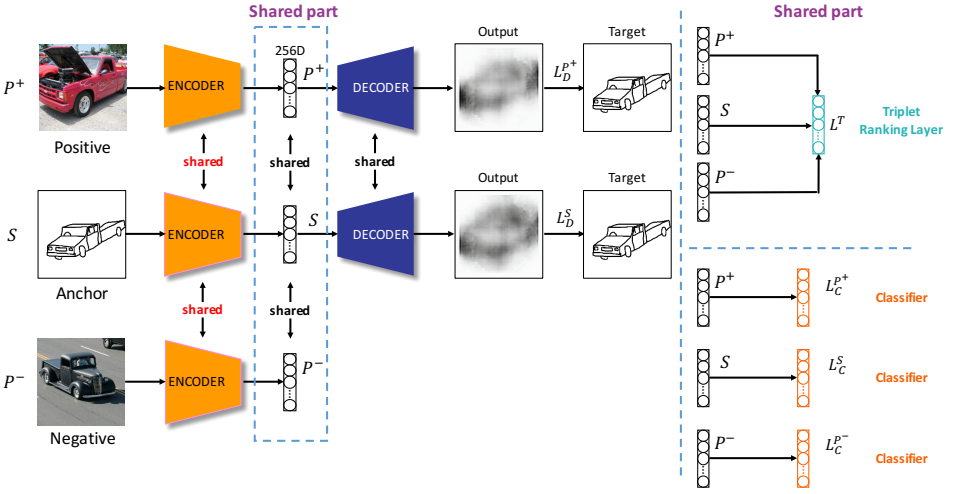 Shared part
Shared part
256D
Output
Target
P⁺
ENCODER
P⁺
DECODER
L_D^{P⁺}
Positive
shared
shared
shared
Output
Target
S
ENCODER
S
DECODER
L_D^S
Anchor
shared
shared
P⁻
ENCODER
P⁻
Negative
P⁺
S
L^T
Triplet
Ranking Layer
P⁻
P⁺
L_C^{P⁺}
Classifier
S
L_C^S
Classifier
P⁻
L_C^{P⁻}
Classifier